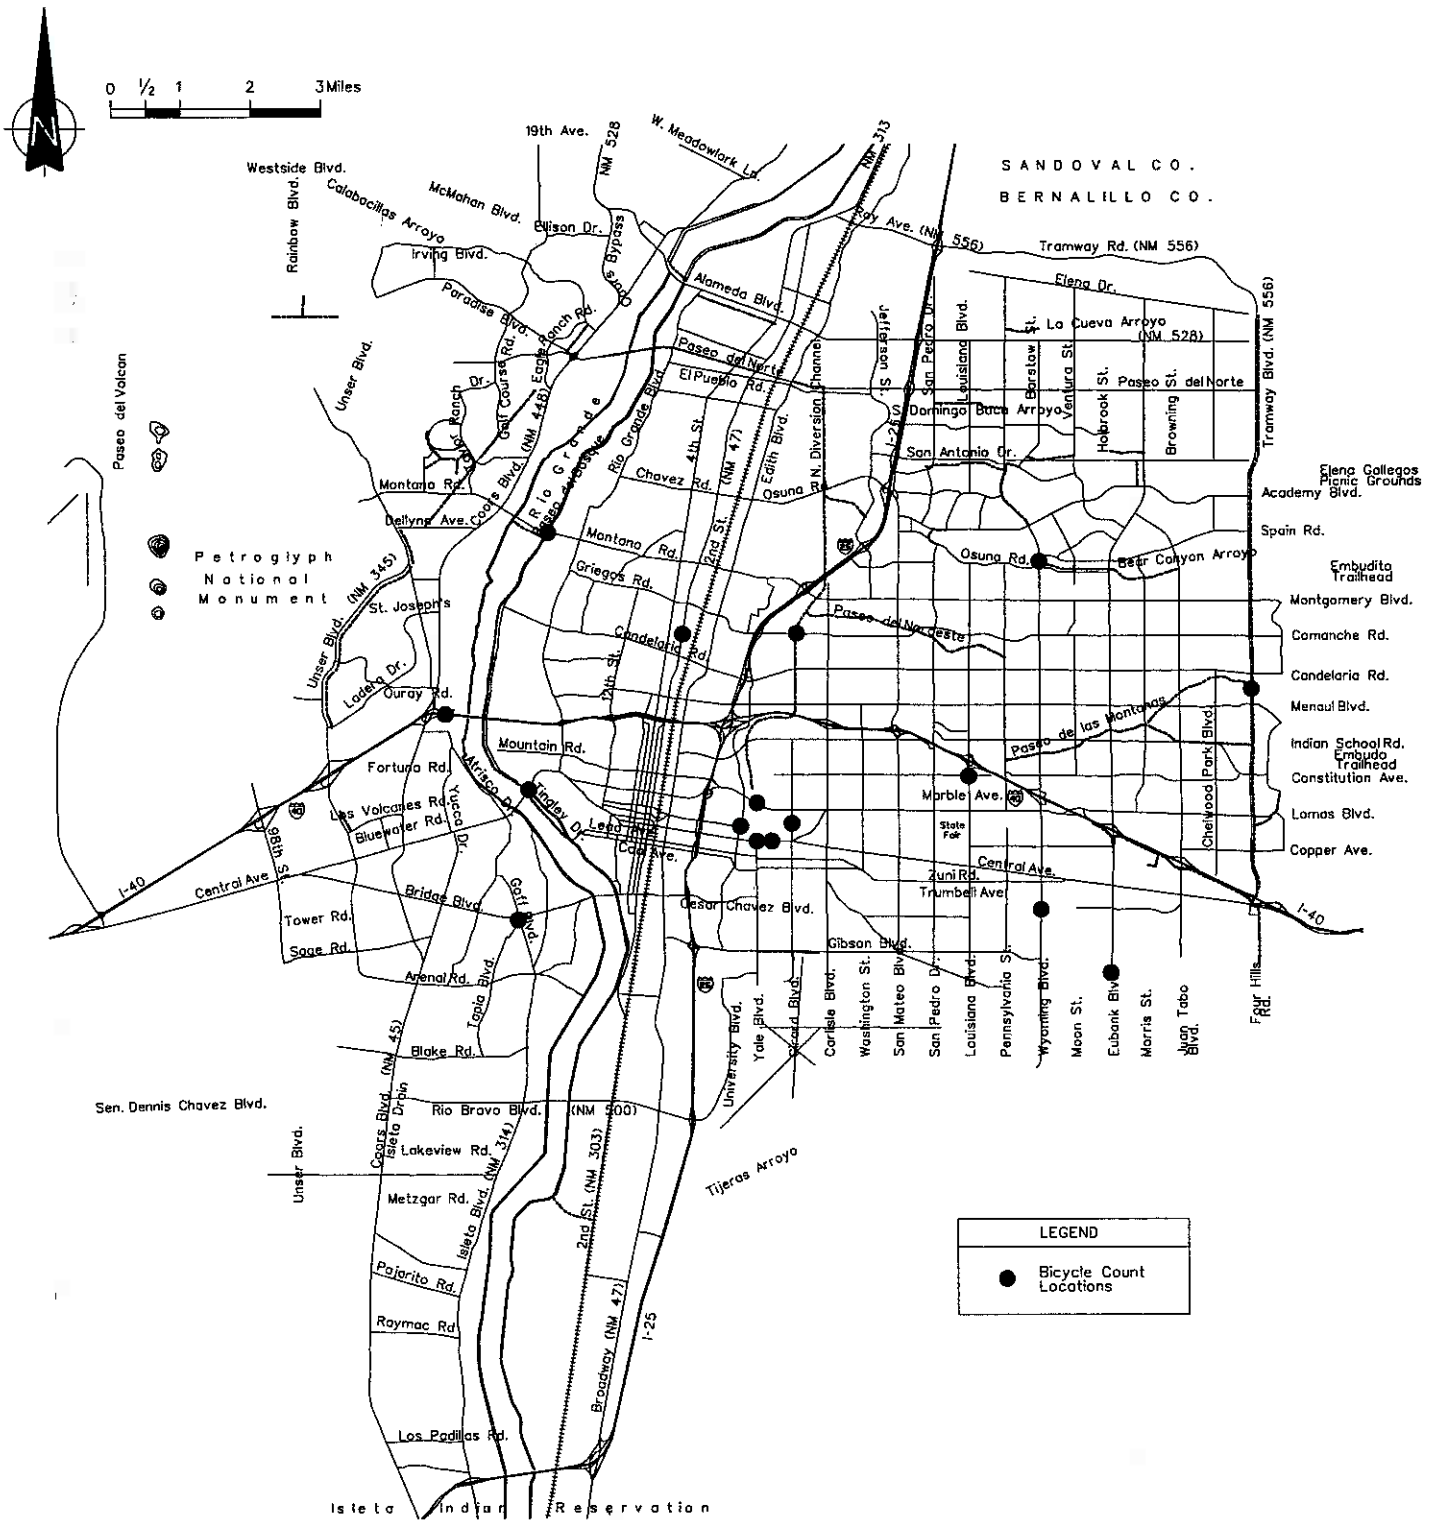 0 1/2 1 2 3 Miles
N
19th Ave.
NM 528
W. Meadowlark Ln.
NM 313
SANDOVAL CO.
BERNALILLO CO.
Westside Blvd.
Rainbow Blvd.
Calabacillas Arroyo
McMahan Blvd.
Ellison Dr.
Coors Bypass
Irving Blvd.
Roy Ave. (NM 556)
Tramway Rd. (NM 556)
Elena Dr.
Alameda Blvd.
Paradise Blvd.
Golf Course Rd.
Eagle Ranch Rd.
Jefferson St.
San Pedro Dr.
Louisiana Blvd.
La Cueva Arroyo
(NM 528)
Barstow St.
Ventura St.
Holbrook St.
Browning St.
Tramway Blvd. (NM 556)
Unser Blvd.
Paseo del Volcan
Paseo del Norte
El Pueblo Rd.
Paseo del Norte
Taylor Ranch Dr.
Coors Blvd. (NM 448)
Rio Grande
Paseo del Bosque
Rio Grande Blvd
4th St.
2nd St. (NM 47)
Edith Blvd.
N. Diversion Channel
I-25
S. Domingo Baca Arroyo
San Antonio Dr.
Chavez Rd.
Osuna Rd
Elena Gallegos
Picnic Grounds
Academy Blvd.
Montano Rd.
Dellyne Ave.
Spain Rd.
Montano Rd.
Griegos Rd.
Osuna Rd.
Bear Canyon Arroyo
Embudito
Trailhead
Petroglyph
National
Monument
Unser Blvd. (NM 345)
St. Joseph's
Montgomery Blvd.
Paseo del Nordeste
Comanche Rd.
Candelaria Rd.
12th St.
Candelaria Rd.
Ladera Dr.
Ouray Rd.
Menaul Blvd.
Paseo de las Montanas
Chelwood Park Blvd.
Indian School Rd.
Embudo
Trailhead
Constitution Ave.
Mountain Rd.
Fortuna Rd.
Atrisco Dr.
Tingley Dr.
Marble Ave.
40
Los Volcanes Rd.
Bluewater Rd.
Yucca Dr.
Lead Ave.
Coal Ave.
State
Fair
Lomas Blvd.
Copper Ave.
98th St.
Central Ave
I-40
Central Ave.
Zuni Rd.
Trumbell Ave
Bridge Blvd.
Goff Blvd.
Cesar Chavez Blvd.
I-40
Tower Rd.
Sage Rd.
Gibson Blvd.
Arenal Rd.
Tapia Blvd.
University Blvd.
Yale Blvd.
Girard Blvd.
Carlisle Blvd.
Washington St.
San Mateo Blvd
San Pedro Dr.
Louisiana Blvd.
Pennsylvania S.
Wyoming Blvd.
Moon St.
Eubank Blv
Morris St.
Juan Tabo
Blvd.
Four Hills
Rd.
Blake Rd.
Coors Blvd. (NM 45)
Isleta Drain
Sen. Dennis Chavez Blvd.
Rio Bravo Blvd. (NM 500)
Unser Blvd.
Lakeview Rd.
Isleta Blvd. (NM 314)
2nd St. (NM 303)
Tijeras Arroyo
Metzgar Rd.
Pajarito Rd.
Raymac Rd
Broadway (NM 47)
I-25
Los Padillas Rd.
Isleta Indian Reservation
LEGEND
Bicycle Count
Locations